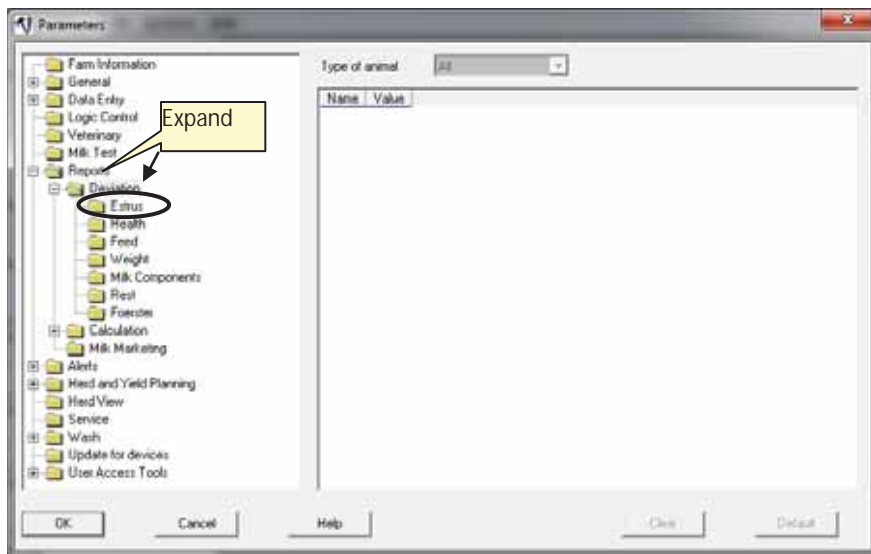 Parameters
Farm Information
General
Data Entry
Logic Control
Veterinary
Milk Test
Reports
Deviation
Estrus
Health
Feed
Weight
Milk Components
Rest
Foerster
Calculation
Milk Marketing
Alerts
Herd and Yield Planning
Herd View
Service
Wash
Update for devices
User Access Tools
Expand
Type of animal All
Name Value
OK Cancel Help Clear Default